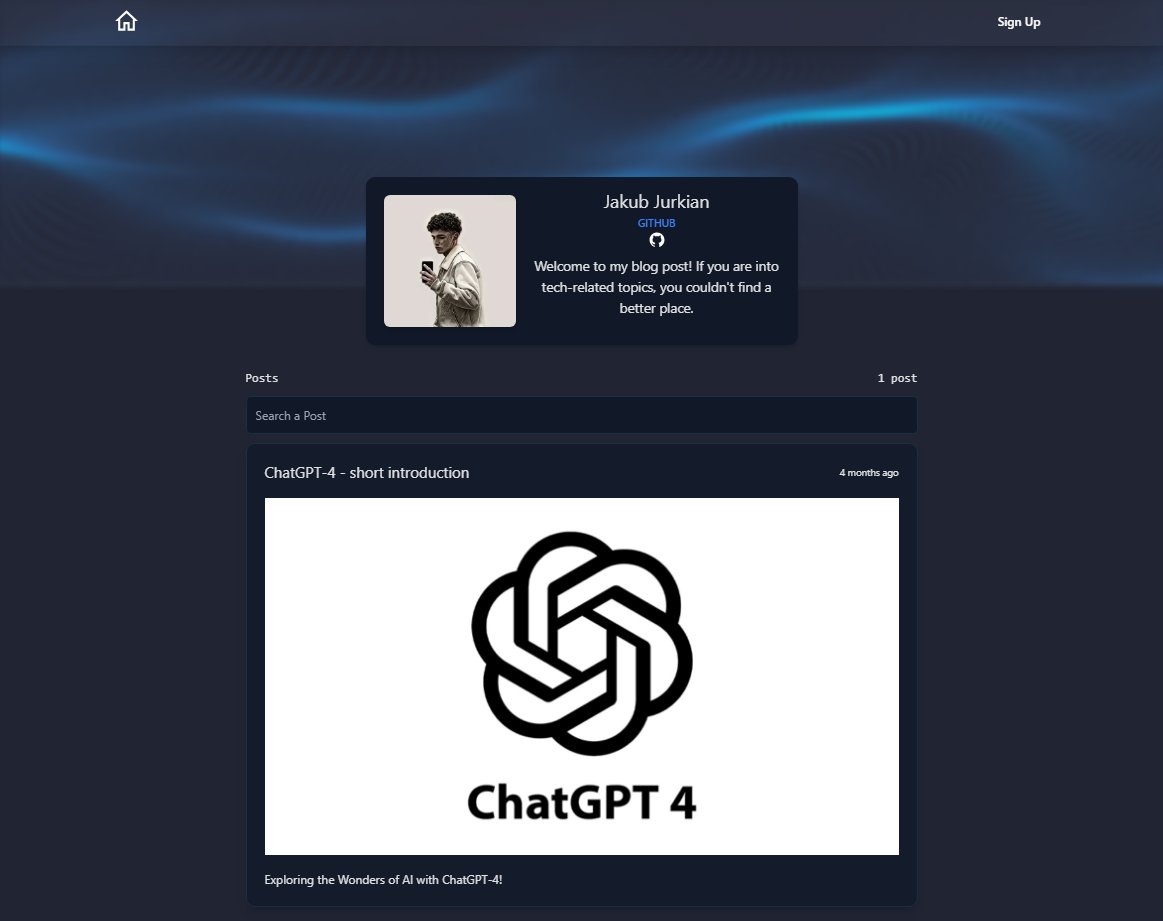 Sign Up
Jakub Jurkian
GITHUB
Welcome to my blog post! If you are into
tech-related topics, you couldn't find a
better place.
Posts
1 post
Search a Post
ChatGPT-4 - short introduction
4 months ago
ChatGPT 4
Exploring the Wonders of AI with ChatGPT-4!